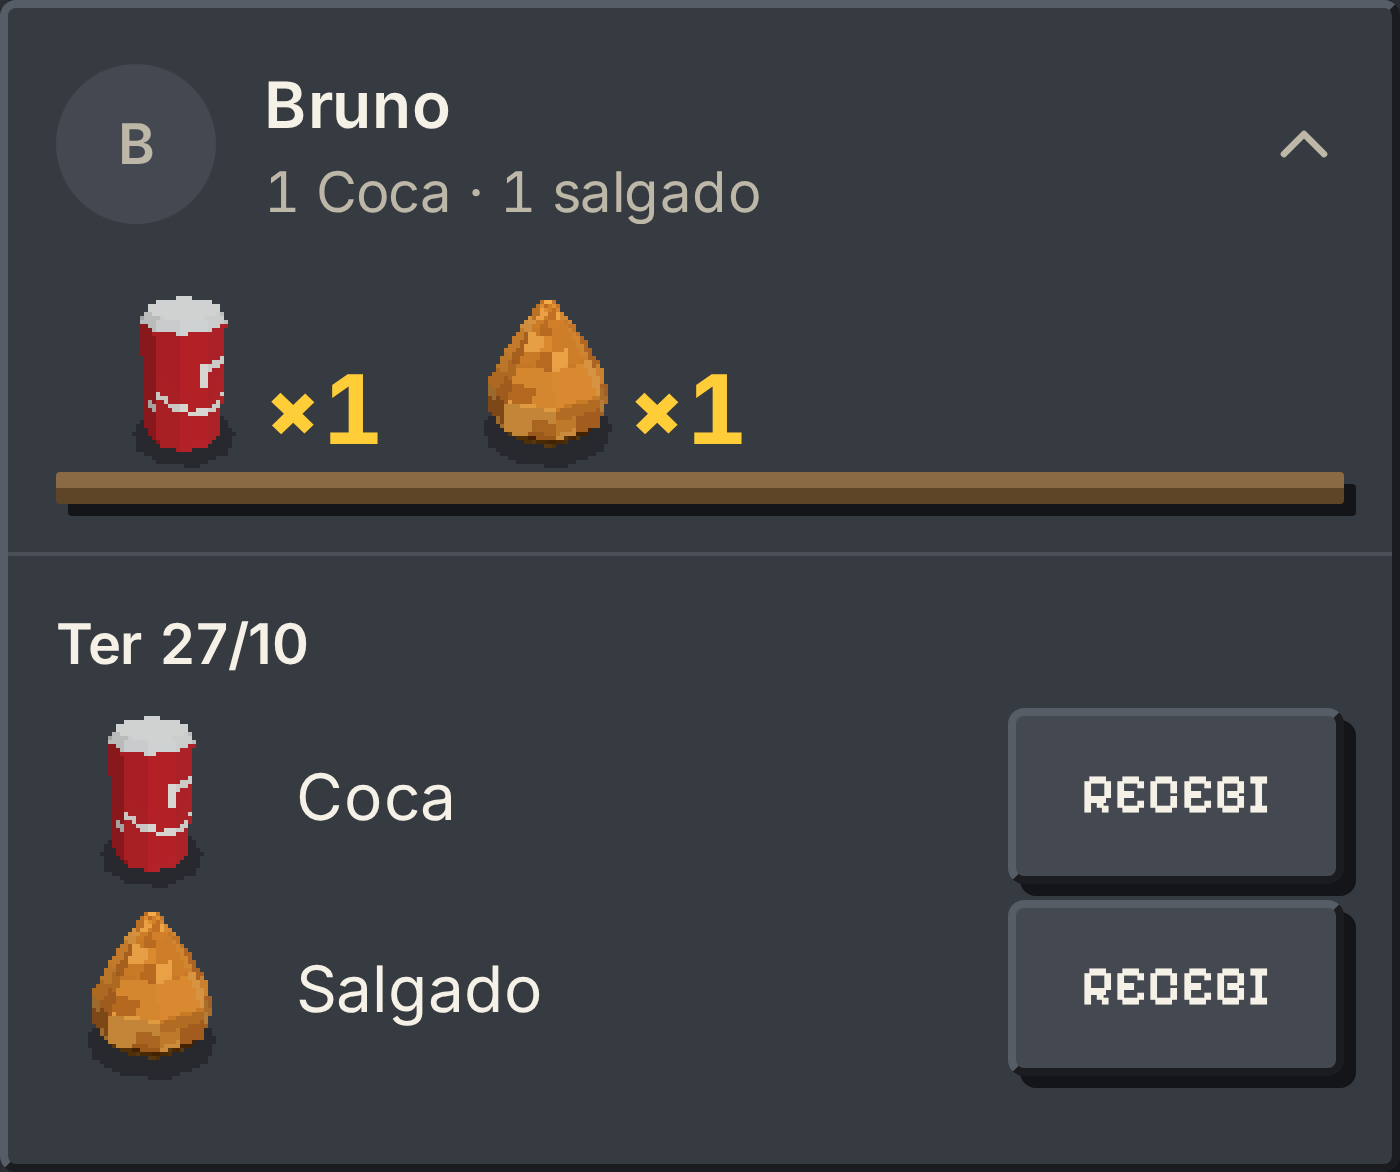 B
Bruno
1 Coca · 1 salgado
×1 ×1
Ter 27/10
Coca
RECEBI
Salgado
RECEBI